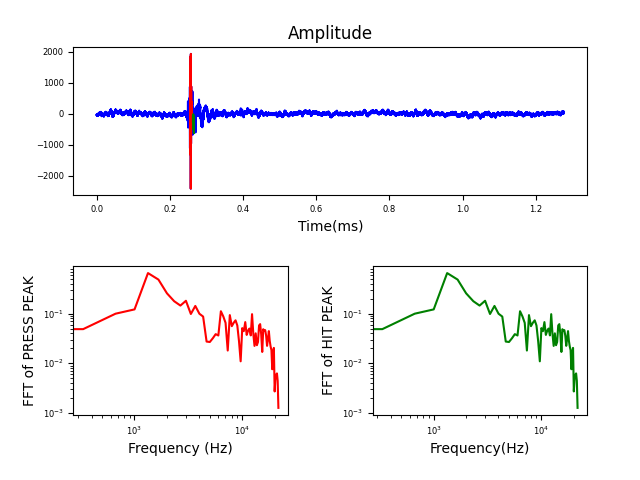 Amplitude
2000
1000
0
−1000
−2000
0.0 0.2 0.4 0.6 0.8 1.0 1.2
Time(ms)
FFT of PRESS PEAK
10⁻¹
10⁻²
10⁻³
10³ 10⁴
Frequency (Hz)
FFT of HIT PEAK
10⁻¹
10⁻²
10⁻³
10³ 10⁴
Frequency(Hz)